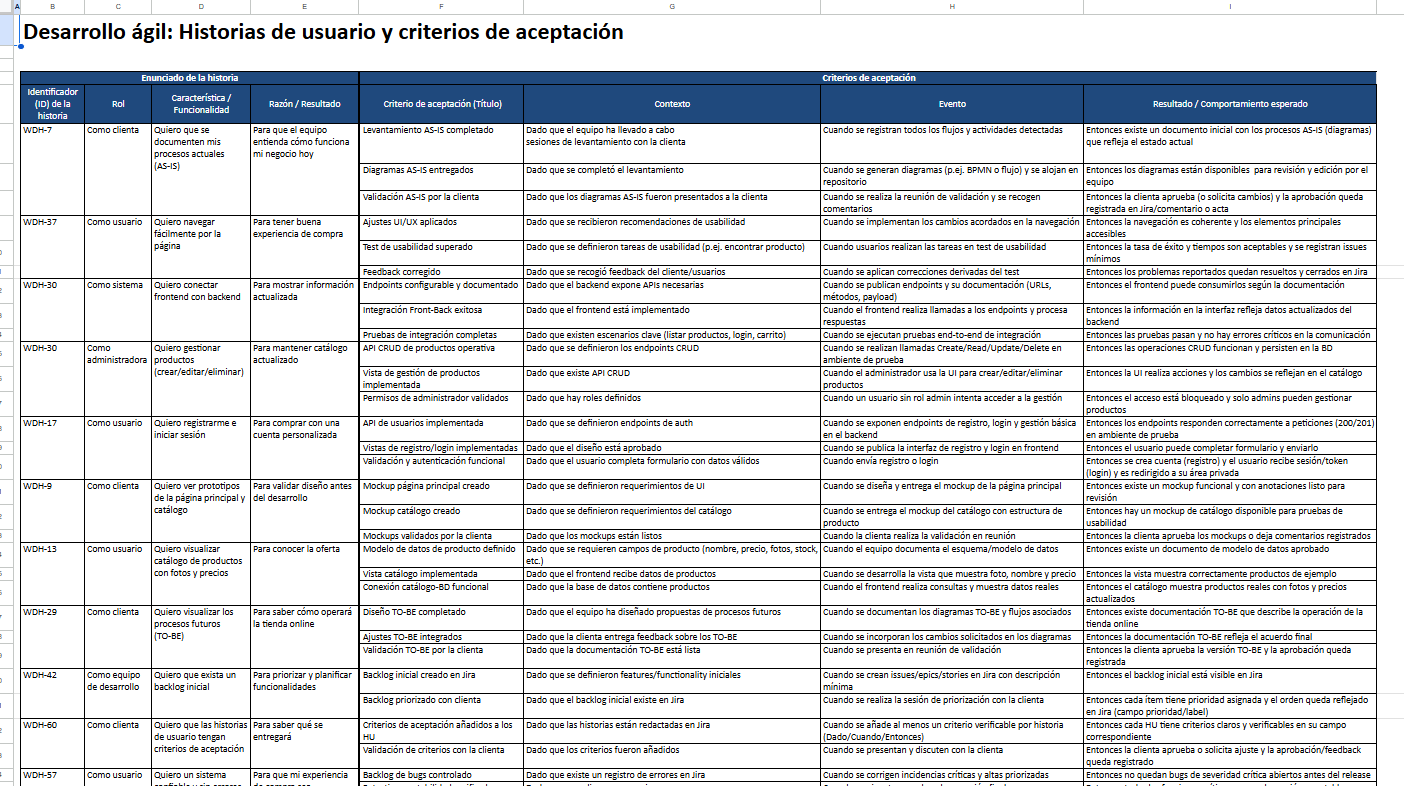 A B C D E F G H I
Desarrollo ágil: Historias de usuario y criterios de aceptación
Enunciado de la historia
Criterios de aceptación
Identificador (ID) de la historia
Rol
Característica / Funcionalidad
Razón / Resultado
Criterio de aceptación (Título)
Contexto
Evento
Resultado / Comportamiento esperado
WDH-7
Como clienta
Quiero que se documenten mis procesos actuales (AS-IS)
Para que el equipo entienda cómo funciona mi negocio hoy
Levantamiento AS-IS completado
Dado que el equipo ha llevado a cabo sesiones de levantamiento con la clienta
Cuando se registran todos los flujos y actividades detectadas
Entonces existe un documento inicial con los procesos AS-IS (diagramas) que refleja el estado actual
Diagramas AS-IS entregados
Dado que se completó el levantamiento
Cuando se generan diagramas (p.ej. BPMN o flujo) y se alojan en repositorio
Entonces los diagramas están disponibles para revisión y edición por el equipo
Validación AS-IS por la clienta
Dado que los diagramas AS-IS fueron presentados a la clienta
Cuando se realiza la reunión de validación y se recogen comentarios
Entonces la clienta aprueba (o solicita cambios) y la aprobación queda registrada en Jira/comentario o acta
WDH-37
Como usuario
Quiero navegar fácilmente por la página
Para tener buena experiencia de compra
Ajustes UI/UX aplicados
Dado que se recibieron recomendaciones de usabilidad
Cuando se implementan los cambios acordados en la navegación
Entonces la navegación es coherente y los elementos principales accesibles
Test de usabilidad superado
Dado que se definieron tareas de usabilidad (p.ej. encontrar producto)
Cuando usuarios realizan las tareas en test de usabilidad
Entonces la tasa de éxito y tiempos son aceptables y se registran issues mínimos
Feedback corregido
Dado que se recogió feedback del cliente/usuarios
Cuando se aplican correcciones derivadas del test
Entonces los problemas reportados quedan resueltos y cerrados en Jira
WDH-30
Como sistema
Quiero conectar frontend con backend
Para mostrar información actualizada
Endpoints configurable y documentado
Dado que el backend expone APIs necesarias
Cuando se publican endpoints y su documentación (URLs, métodos, payload)
Entonces el frontend puede consumirlos según la documentación
Integración Front-Back exitosa
Dado que el frontend está implementado
Cuando el frontend realiza llamadas a los endpoints y procesa respuestas
Entonces la información en la interfaz refleja datos actualizados del backend
Pruebas de integración completas
Dado que existen escenarios clave (listar productos, login, carrito)
Cuando se ejecutan pruebas end-to-end de integración
Entonces las pruebas pasan y no hay errores críticos en la comunicación
WDH-30
Como administradora
Quiero gestionar productos (crear/editar/eliminar)
Para mantener catálogo actualizado
API CRUD de productos operativa
Dado que se definieron los endpoints CRUD
Cuando se realizan llamadas Create/Read/Update/Delete en ambiente de prueba
Entonces las operaciones CRUD funcionan y persisten en la BD
Vista de gestión de productos implementada
Dado que existe API CRUD
Cuando el administrador usa la UI para crear/editar/eliminar productos
Entonces la UI realiza acciones y los cambios se reflejan en el catálogo
Permisos de administrador validados
Dado que hay roles definidos
Cuando un usuario sin rol admin intenta acceder a la gestión
Entonces el acceso está bloqueado y solo admins pueden gestionar productos
WDH-17
Como usuario
Quiero registrarme e iniciar sesión
Para comprar con una cuenta personalizada
API de usuarios implementada
Dado que se definieron endpoints de auth
Cuando se exponen endpoints de registro, login y gestión básica en el backend
Entonces los endpoints responden correctamente a peticiones (200/201) en ambiente de prueba
Vistas de registro/login implementadas
Dado que el diseño está aprobado
Cuando se publica la interfaz de registro y login en frontend
Entonces el usuario puede completar formulario y enviarlo
Validación y autenticación funcional
Dado que el usuario completa formulario con datos válidos
Cuando envía registro o login
Entonces se crea cuenta (registro) y el usuario recibe sesión/token (login) y es redirigido a su área privada
WDH-9
Como clienta
Quiero ver prototipos de la página principal y catálogo
Para validar diseño antes del desarrollo
Mockup página principal creado
Dado que se definieron requerimientos de UI
Cuando se diseña y entrega el mockup de la página principal
Entonces existe un mockup funcional y con anotaciones listo para revisión
Mockup catálogo creado
Dado que se definieron requerimientos del catálogo
Cuando se entrega el mockup del catálogo con estructura de producto
Entonces hay un mockup de catálogo disponible para pruebas de usabilidad
Mockups validados por la clienta
Dado que los mockups están listos
Cuando la clienta realiza la validación en reunión
Entonces la clienta aprueba los mockups o deja comentarios registrados
WDH-13
Como usuario
Quiero visualizar catálogo de productos con fotos y precios
Para conocer la oferta
Modelo de datos de producto definido
Dado que se requieren campos de producto (nombre, precio, fotos, stock, etc.)
Cuando el equipo documenta el esquema/modelo de datos
Entonces existe un documento de modelo de datos aprobado
Vista catálogo implementada
Dado que el frontend recibe datos de productos
Cuando se desarrolla la vista que muestra foto, nombre y precio
Entonces la vista muestra correctamente productos de ejemplo
Conexión catálogo-BD funcional
Dado que la base de datos contiene productos
Cuando el frontend realiza consultas y muestra datos reales
Entonces el catálogo muestra productos reales con fotos y precios actualizados
WDH-29
Como clienta
Quiero visualizar los procesos futuros (TO-BE)
Para saber cómo operará la tienda online
Diseño TO-BE completado
Dado que el equipo ha diseñado propuestas de procesos futuros
Cuando se documentan los diagramas TO-BE y flujos asociados
Entonces existe documentación TO-BE que describe la operación de la tienda online
Ajustes TO-BE integrados
Dado que la clienta entrega feedback sobre los TO-BE
Cuando se incorporan los cambios solicitados en los diagramas
Entonces la documentación TO-BE refleja el acuerdo final
Validación TO-BE por la clienta
Dado que la documentación TO-BE está lista
Cuando se presenta en reunión de validación
Entonces la clienta aprueba la versión TO-BE y la aprobación queda registrada
WDH-42
Como equipo de desarrollo
Quiero que exista un backlog inicial
Para priorizar y planificar funcionalidades
Backlog inicial creado en Jira
Dado que se definieron features/functionality iniciales
Cuando se crean issues/epics/stories en Jira con descripción mínima
Entonces el backlog inicial está visible en Jira
Backlog priorizado con clienta
Dado que el backlog inicial existe en Jira
Cuando se realiza la sesión de priorización con la clienta
Entonces cada ítem tiene prioridad asignada y el orden queda reflejado en Jira (campo prioridad/label)
WDH-60
Como clienta
Quiero que las historias de usuario tengan criterios de aceptación
Para saber qué se entregará
Criterios de aceptación añadidos a los HU
Dado que las historias están redactadas en Jira
Cuando se añade al menos un criterio verificable por historia (Dado/Cuando/Entonces)
Entonces cada HU tiene criterios claros y verificables en su campo correspondiente
Validación de criterios con la clienta
Dado que los criterios fueron añadidos
Cuando se presentan y discuten con la clienta
Entonces la clienta aprueba o solicita ajuste y la aprobación/feedback queda registrado
WDH-57
Como usuario
Quiero un sistema
Para que mi experiencia
Backlog de bugs controlado
Dado que existe un registro de errores en Jira
Cuando se corrigen incidencias críticas y altas priorizadas
Entonces no quedan bugs de severidad crítica abiertos antes del release